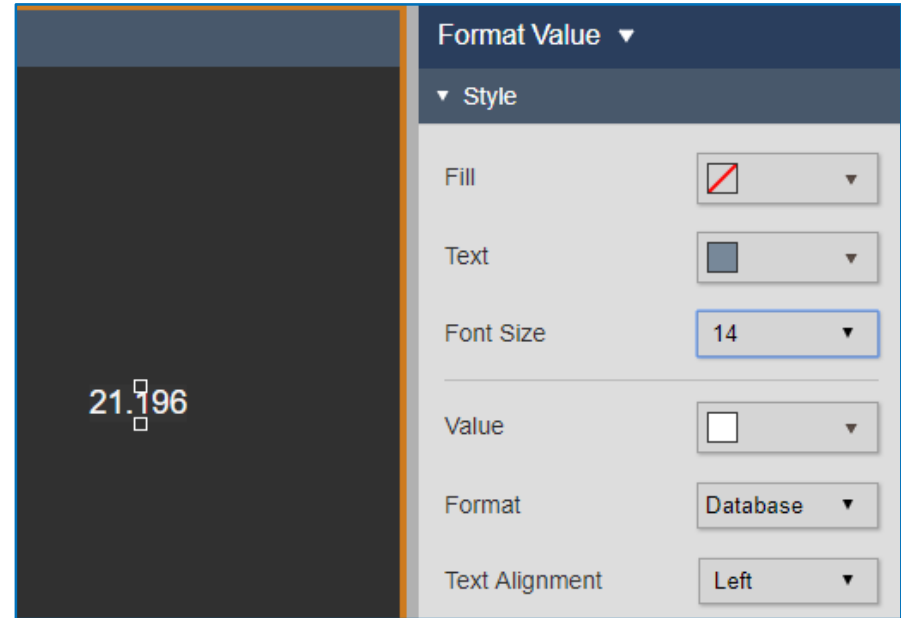 Format Value
Style
Fill
Text
Font Size 14
21.196
Value
Format Database
Text Alignment Left